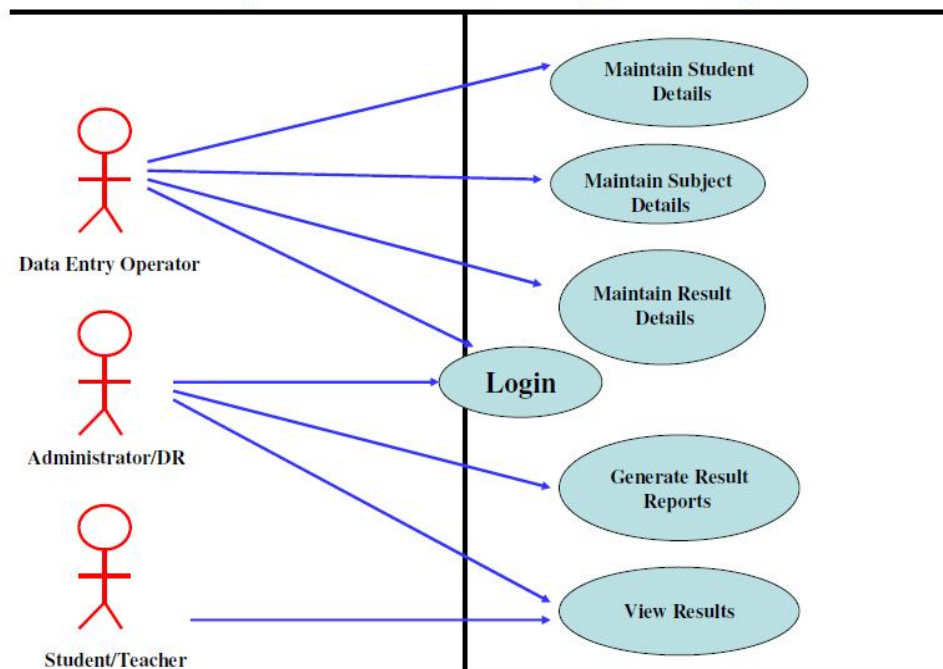 Maintain Student
Details
Maintain Subject
Details
Data Entry Operator
Maintain Result
Details
Login
Administrator/DR
Generate Result
Reports
View Results
Student/Teacher